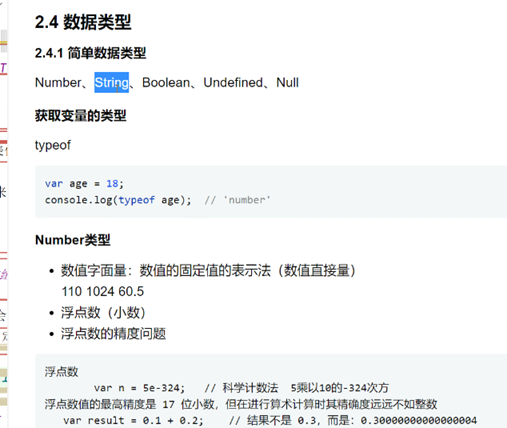 2.4 数据类型
2.4.1 简单数据类型
Number、String、Boolean、Undefined、Null
获取变量的类型
typeof
var age = 18;
console.log(typeof age);  // 'number'
Number类型
数值字面量：数值的固定值的表示法（数值直接量）
110 1024 60.5
浮点数（小数）
浮点数的精度问题
浮点数
var n = 5e-324;   // 科学计数法  5乘以10的-324次方
浮点数值的最高精度是 17 位小数，但在进行算术计算时其精确度远远不如整数
var result = 0.1 + 0.2;    // 结果不是 0.3，而是：0.30000000000000004